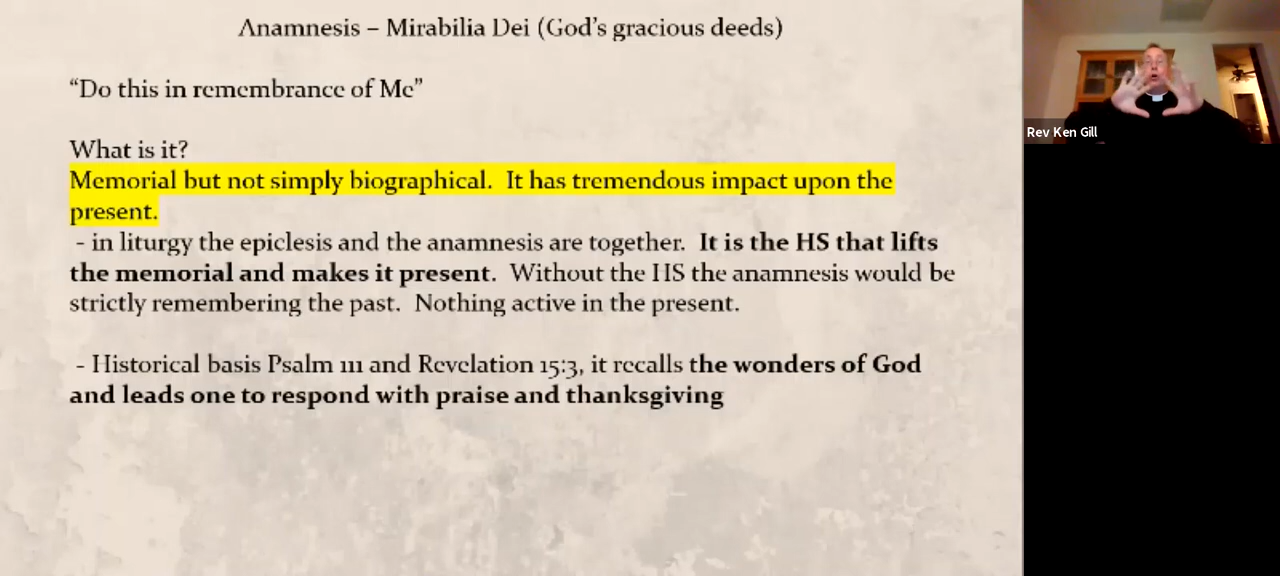 Anamnesis – Mirabilia Dei (God’s gracious deeds)
“Do this in remembrance of Me”
What is it?
Memorial but not simply biographical.  It has tremendous impact upon the
present.
- in liturgy the epiclesis and the anamnesis are together.  It is the HS that lifts
the memorial and makes it present.  Without the HS the anamnesis would be
strictly remembering the past.  Nothing active in the present.
- Historical basis Psalm 111 and Revelation 15:3, it recalls the wonders of God
and leads one to respond with praise and thanksgiving
Rev Ken Gill